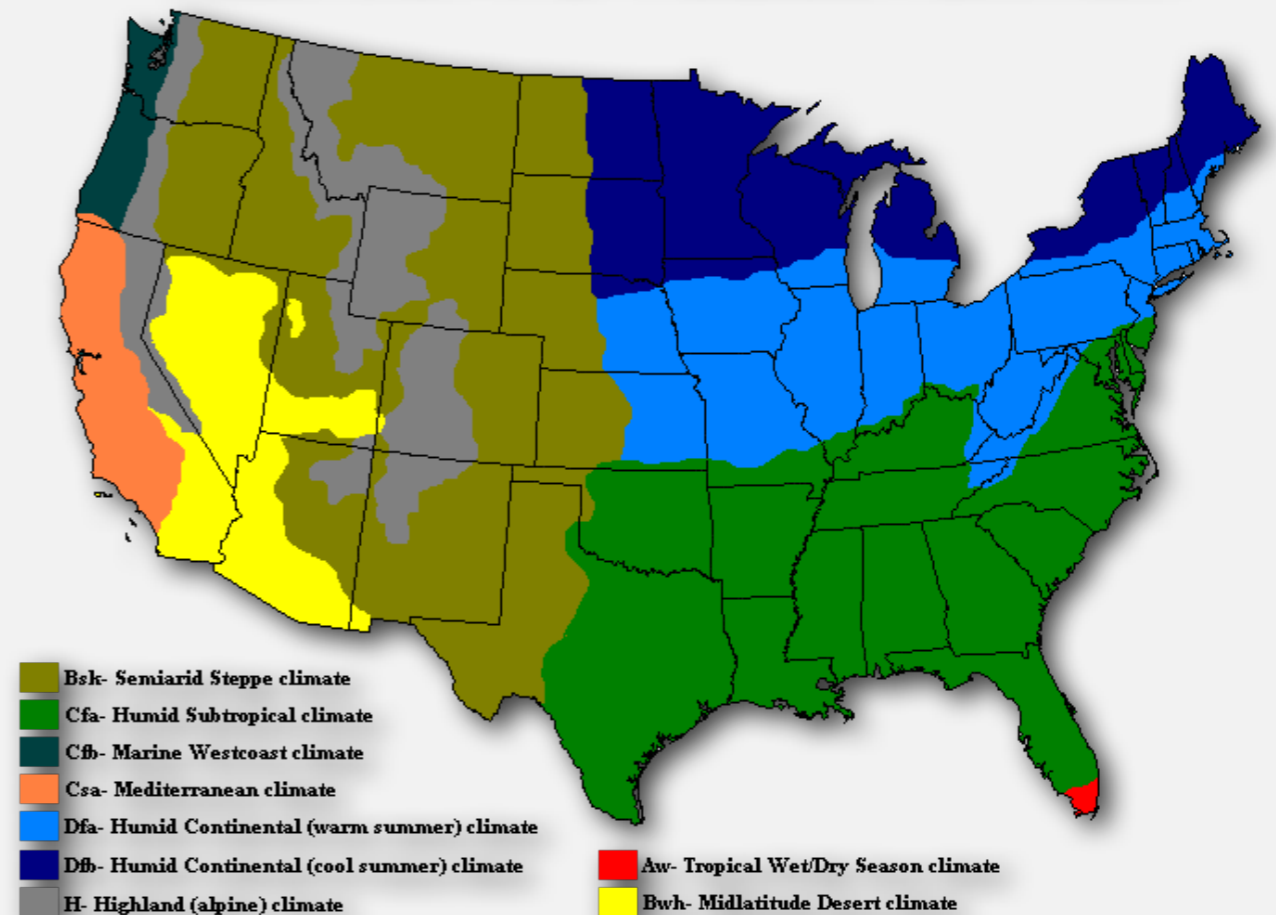 Bsk- Semiarid Steppe climate
Cfa- Humid Subtropical climate
Cfb- Marine Westcoast climate
Csa- Mediterranean climate
Dfa- Humid Continental (warm summer) climate
Dfb- Humid Continental (cool summer) climate
H- Highland (alpine) climate
Aw- Tropical Wet/Dry Season climate
Bwh- Midlatitude Desert climate